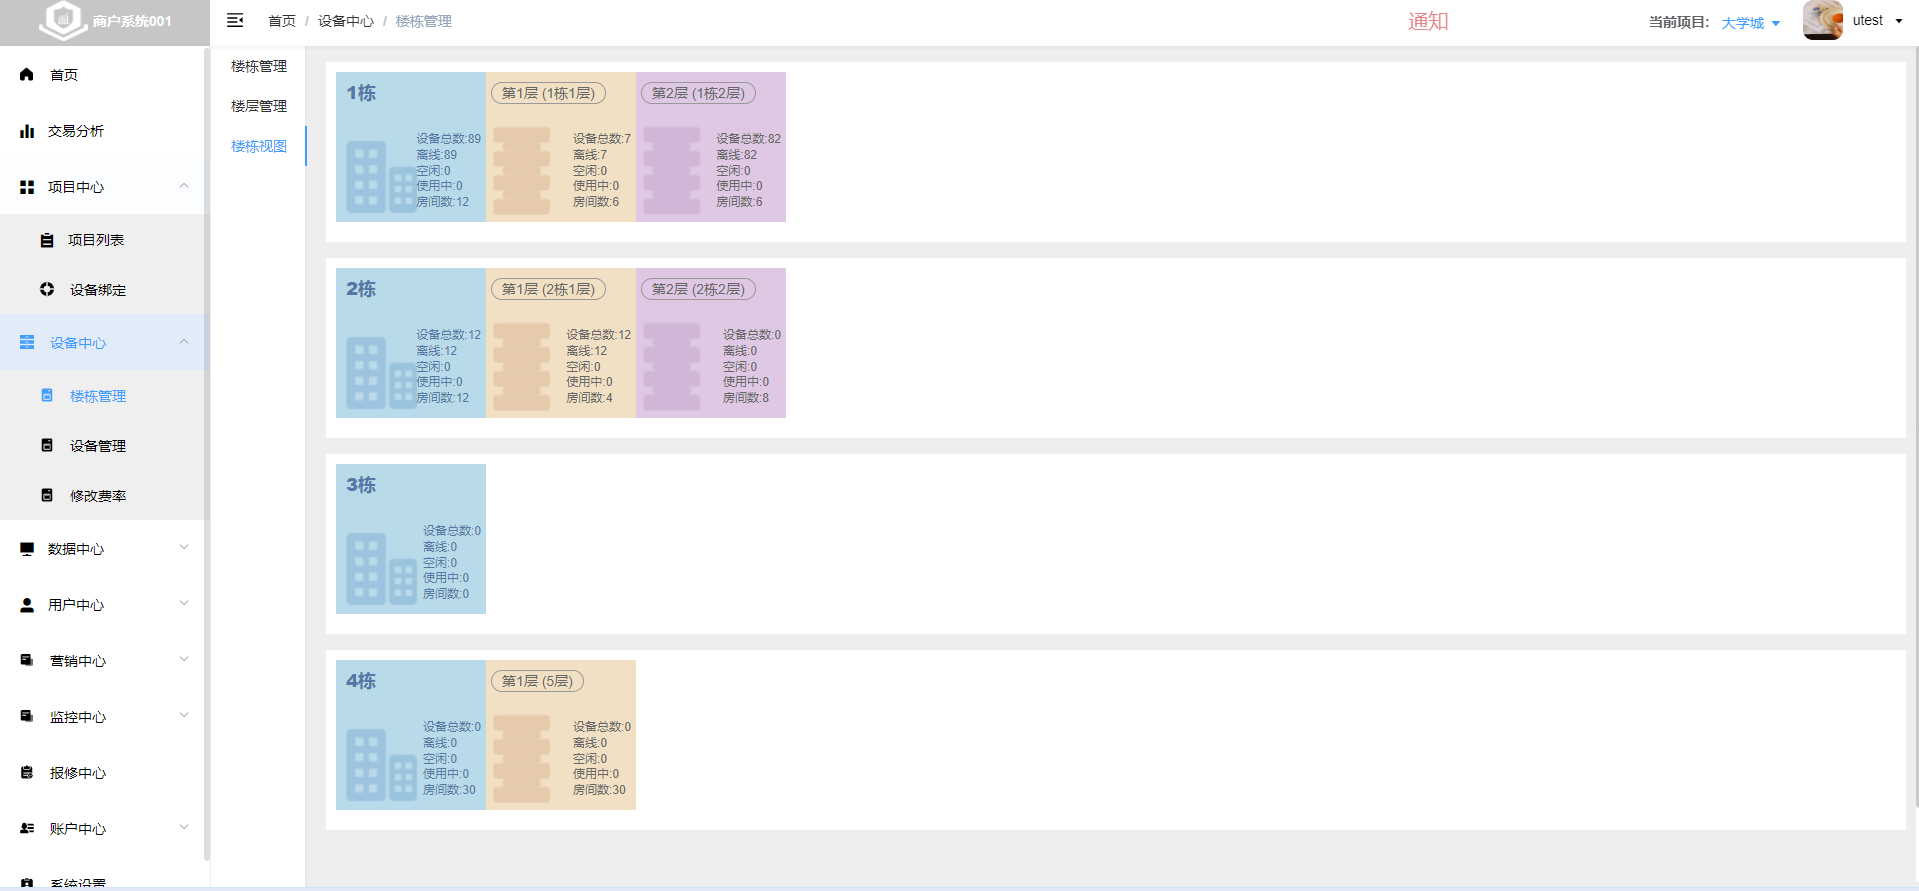 商户系统001
首页 / 设备中心 / 楼栋管理
通知
当前项目: 大学城
utest
首页
交易分析
项目中心
项目列表
设备绑定
设备中心
楼栋管理
设备管理
修改费率
数据中心
用户中心
营销中心
监控中心
报修中心
账户中心
系统设置
楼栋管理
楼层管理
楼栋视图
1栋
设备总数:89
离线:89
空闲:0
使用中:0
房间数:12
第1层 (1栋1层)
设备总数:7
离线:7
空闲:0
使用中:0
房间数:6
第2层 (1栋2层)
设备总数:82
离线:82
空闲:0
使用中:0
房间数:6
2栋
设备总数:12
离线:12
空闲:0
使用中:0
房间数:12
第1层 (2栋1层)
设备总数:12
离线:12
空闲:0
使用中:0
房间数:4
第2层 (2栋2层)
设备总数:0
离线:0
空闲:0
使用中:0
房间数:8
3栋
设备总数:0
离线:0
空闲:0
使用中:0
房间数:0
4栋
设备总数:0
离线:0
空闲:0
使用中:0
房间数:30
第1层 (5层)
设备总数:0
离线:0
空闲:0
使用中:0
房间数:30